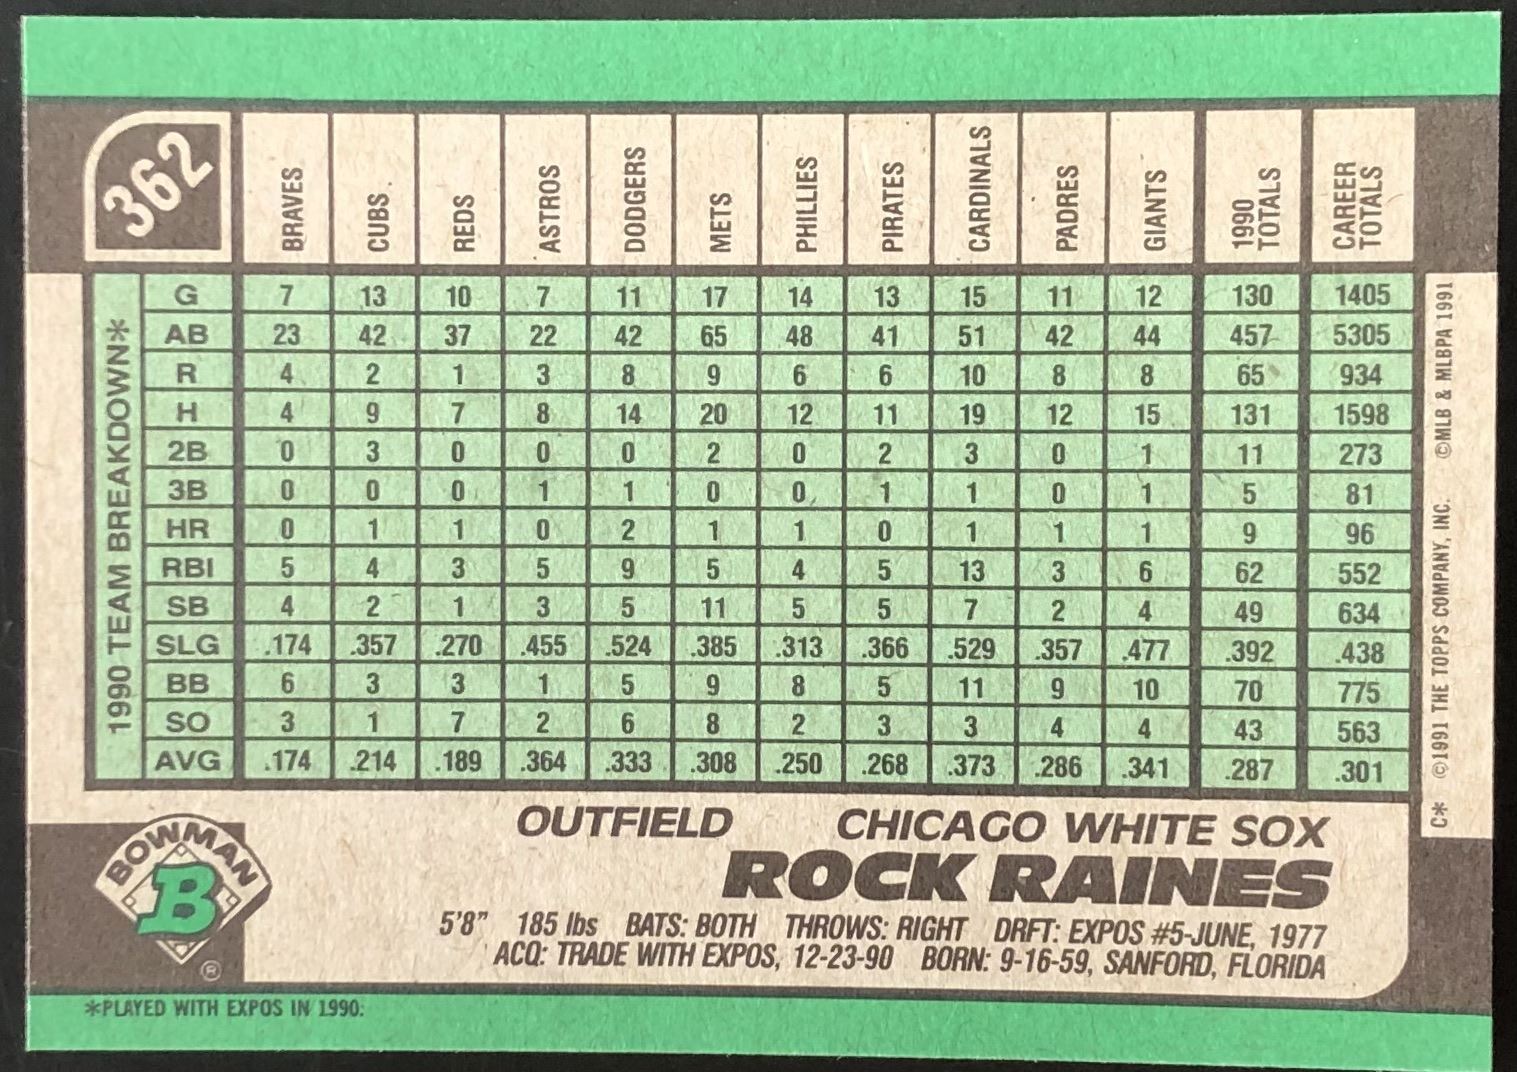 362 BRAVES CUBS REDS ASTROS DODGERS METS PHILLIES PIRATES CARDINALS PADRES GIANTS 1990 TOTALS CAREER TOTALS
1990 TEAM BREAKDOWN*
G 7 13 10 7 11 17 14 13 15 11 12 130 1405
AB 23 42 37 22 42 65 48 41 51 42 44 457 5305
R 4 2 1 3 8 9 6 6 10 8 8 65 934
H 4 9 7 8 14 20 12 11 19 12 15 131 1598
2B 0 3 0 0 0 2 0 2 3 0 1 11 273
3B 0 0 0 1 1 0 0 1 1 0 1 5 81
HR 0 1 1 0 2 1 1 0 1 1 1 9 96
RBI 5 4 3 5 9 5 4 5 13 3 6 62 552
SB 4 2 1 3 5 11 5 5 7 2 4 49 634
SLG .174 .357 .270 .455 .524 .385 .313 .366 .529 .357 .477 .392 .438
BB 6 3 3 1 5 9 8 5 11 9 10 70 775
SO 3 1 7 2 6 8 2 3 3 4 4 43 563
AVG .174 .214 .189 .364 .333 .308 .250 .268 .373 .286 .341 .287 .301
C* ©1991 THE TOPPS COMPANY, INC. ©MLB & MLBPA 1991
BOWMAN
B
®
OUTFIELD CHICAGO WHITE SOX
ROCK RAINES
5'8" 185 lbs BATS: BOTH THROWS: RIGHT DRFT: EXPOS #5-JUNE, 1977
ACQ: TRADE WITH EXPOS, 12-23-90 BORN: 9-16-59, SANFORD, FLORIDA
*PLAYED WITH EXPOS IN 1990.